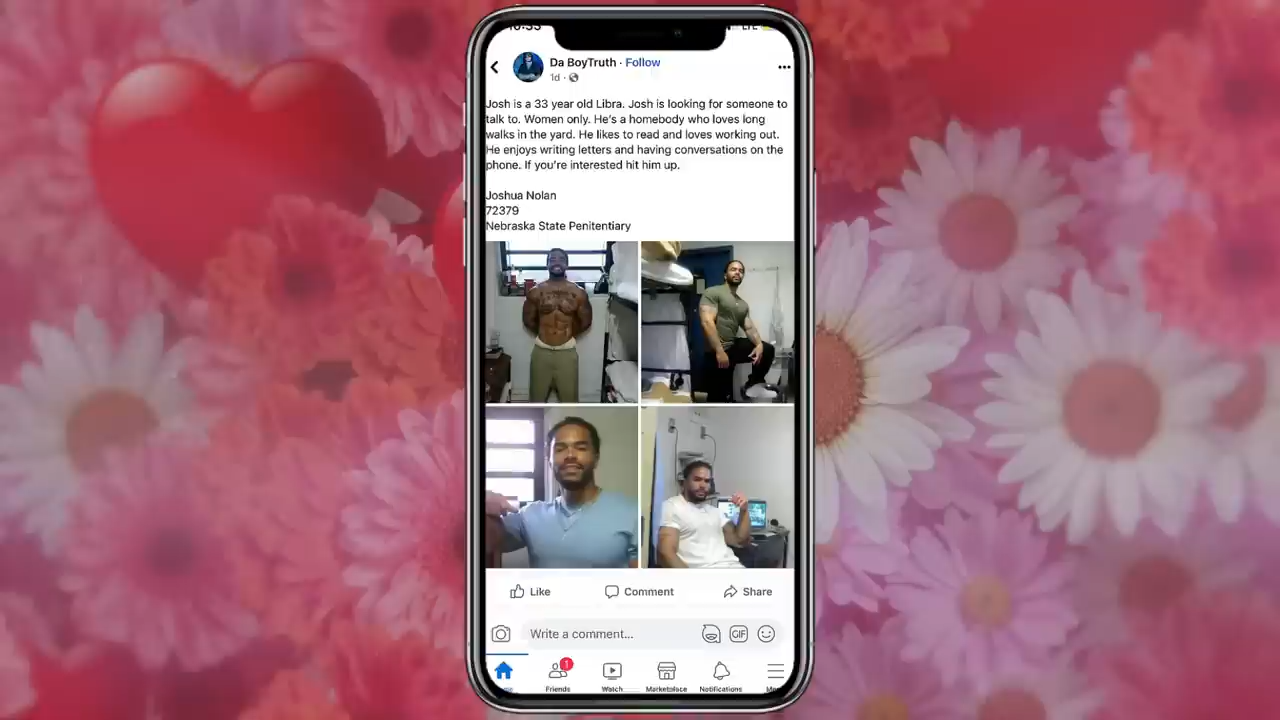 LTE
Da BoyTruth · Follow
1d ·
Josh is a 33 year old Libra. Josh is looking for someone to
talk to. Women only. He's a homebody who loves long
walks in the yard. He likes to read and loves working out.
He enjoys writing letters and having conversations on the
phone. If you're interested hit him up.
Joshua Nolan
72379
Nebraska State Penitentiary
Like
Comment
Share
Write a comment...
GIF
1
Friends
Watch
Marketplace
Notifications